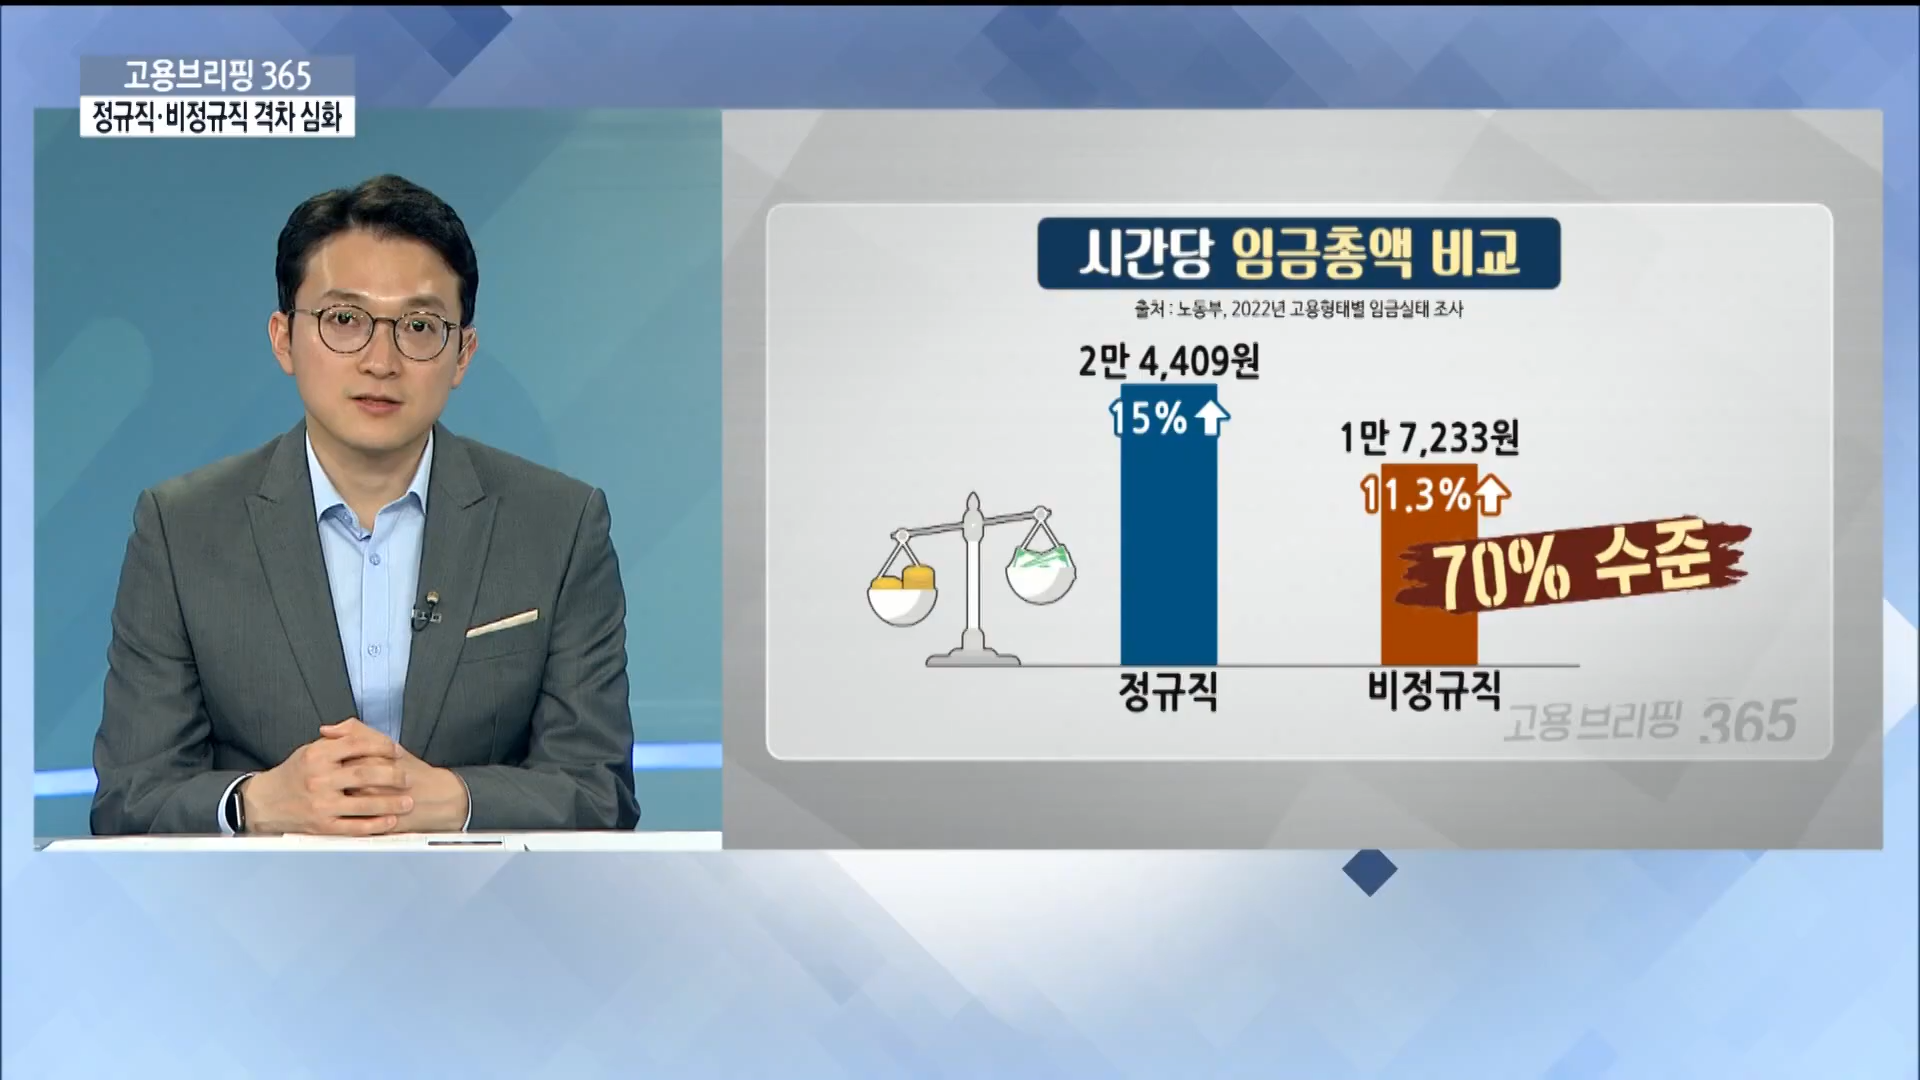 고용브리핑 365
정규직·비정규직 격차 심화
시간당 임금총액 비교
출처 : 노동부, 2022년 고용형태별 임금실태 조사
2만 4,409원
15%
1만 7,233원
11.3%
70% 수준
정규직
비정규직
고용브리핑 365